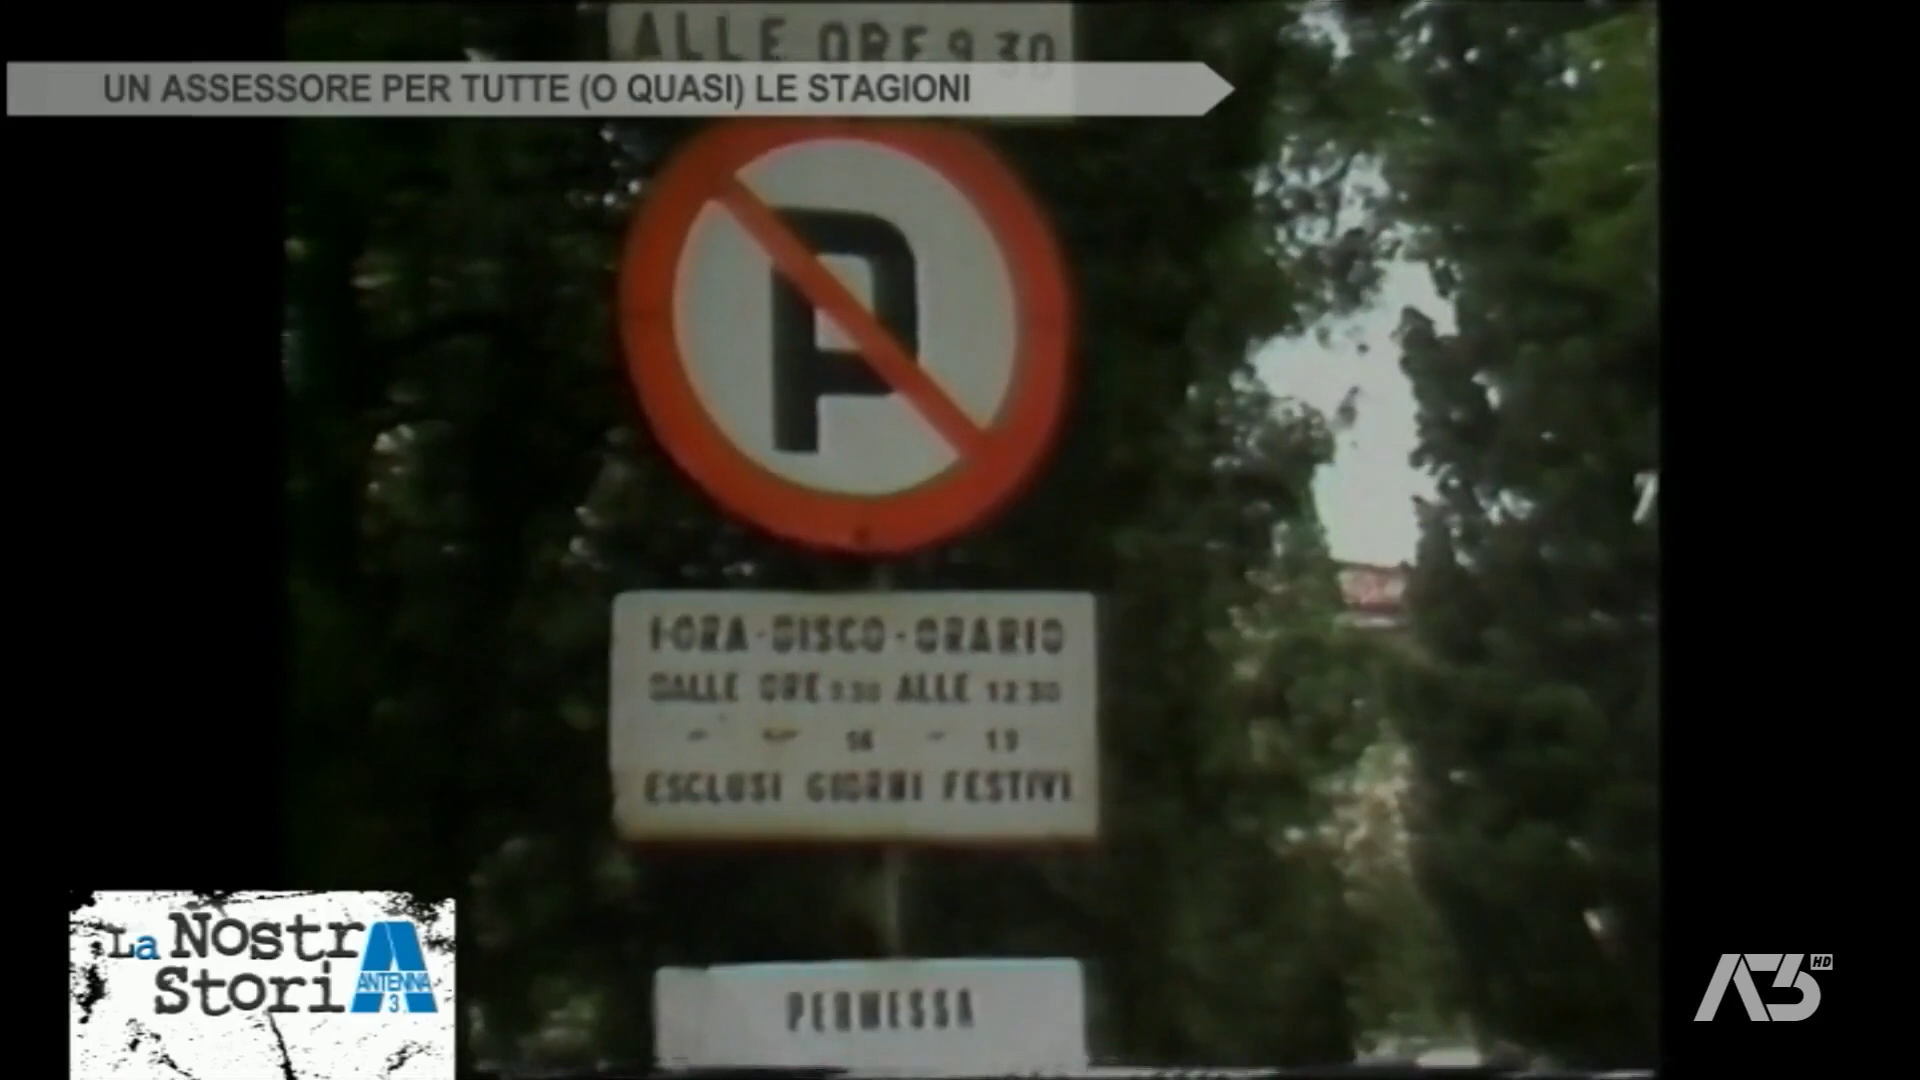 ALLE ORE 9 30
UN ASSESSORE PER TUTTE (O QUASI) LE STAGIONI
P
1-ORA-DISCO-ORARIO
DALLE ORE 9 30 ALLE 12 30
" " 16 " 19
ESCLUSI GIORNI FESTIVI
PERMESSA
La Nostra
Storia
ANTENNA
3
A3 HD